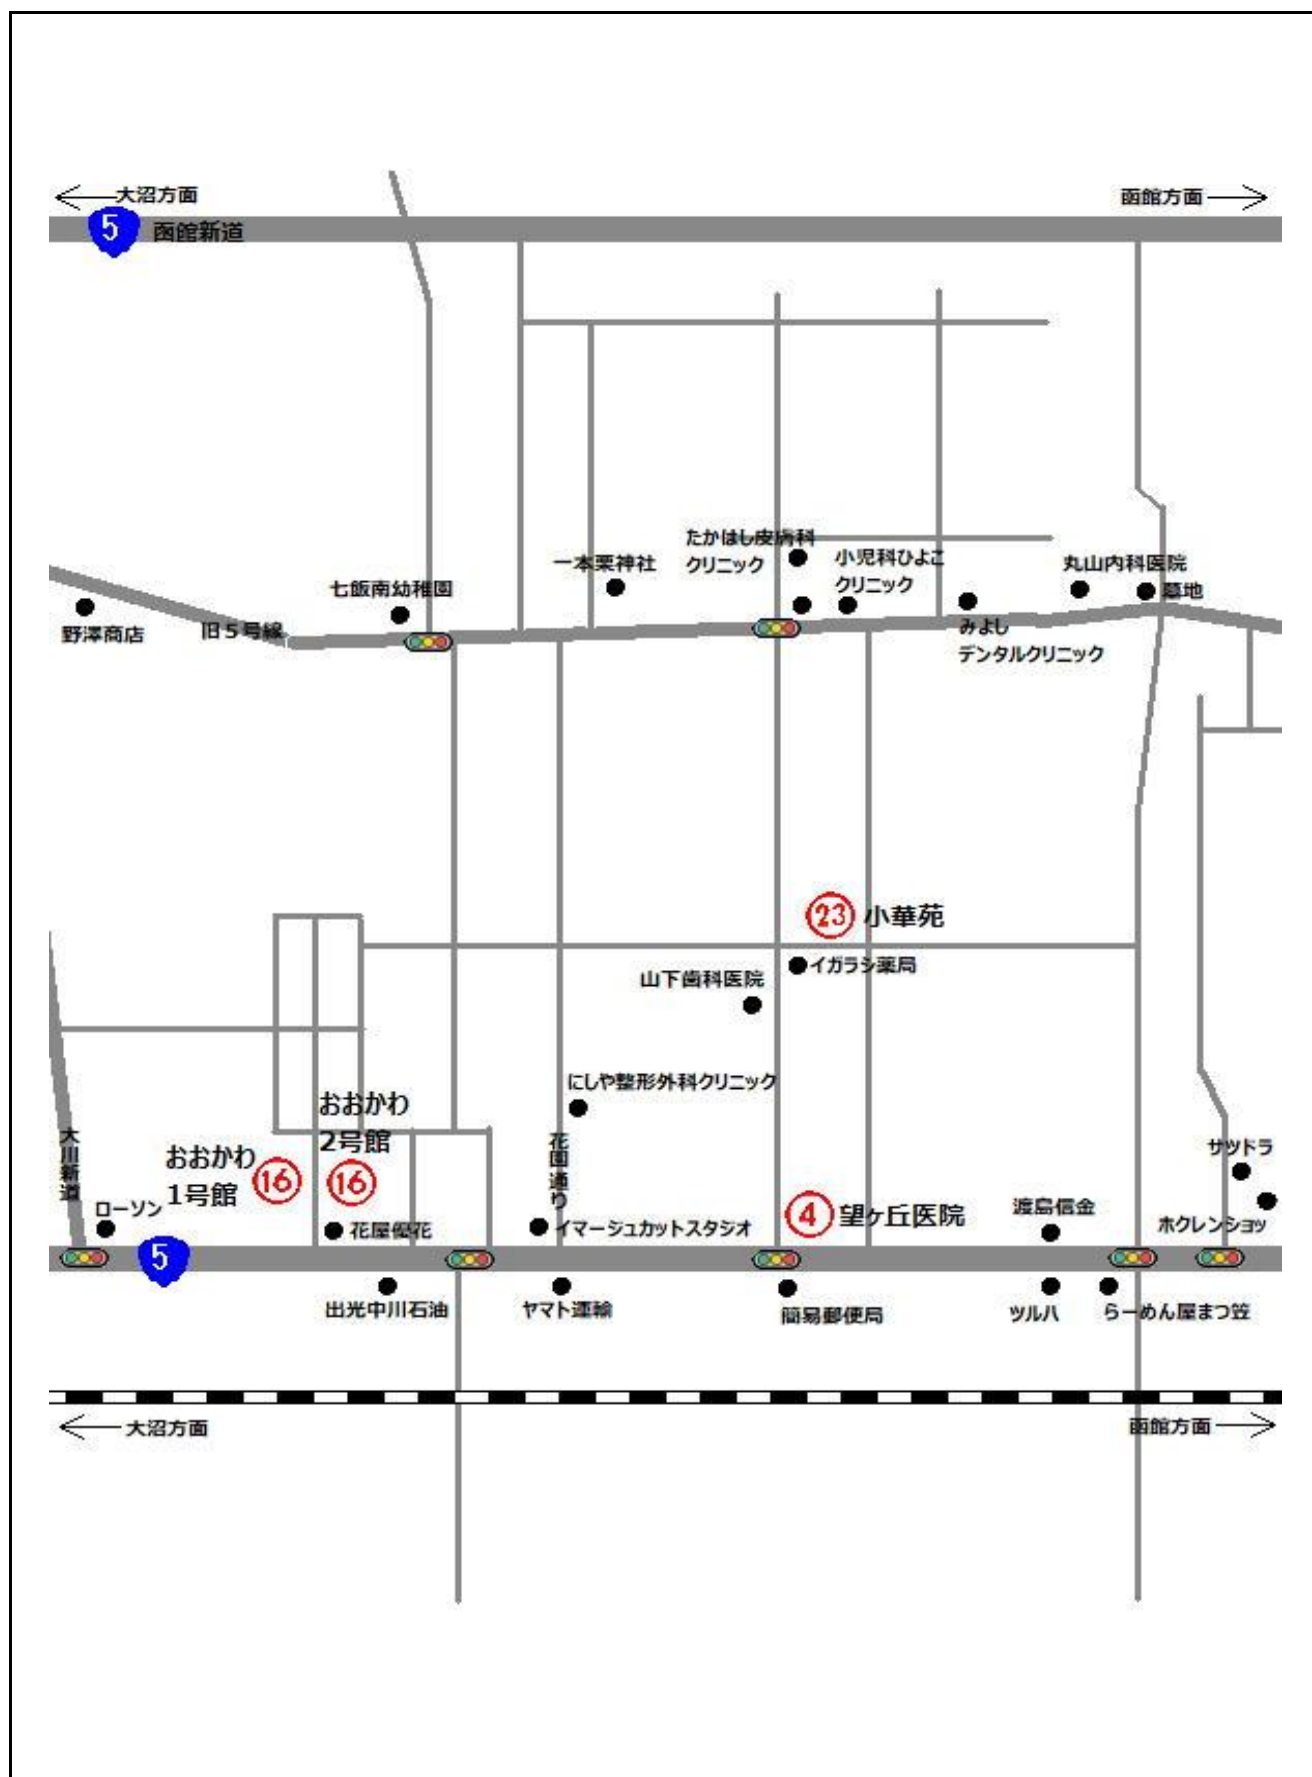 大沼方面
函館方面
5
函館新道
たかはし皮膚科
クリニック
小児科ひよこ
クリニック
一本栗神社
丸山内科医院
墓地
七飯南幼稚園
野澤商店
旧5号線
みよし
デンタルクリニック
23 小華苑
イガラシ薬局
山下歯科医院
にしや整形外科クリニック
おおかわ
2号館
16
おおかわ
1号館
16
大川新道
花園通り
サツドラ
ローソン
花屋優花
イマージュカットスタジオ
4 望ヶ丘医院
渡島信金
ホクレンショッ
5
出光中川石油
ヤマト運輸
簡易郵便局
ツルハ
らーめん屋まつ笠
大沼方面
函館方面